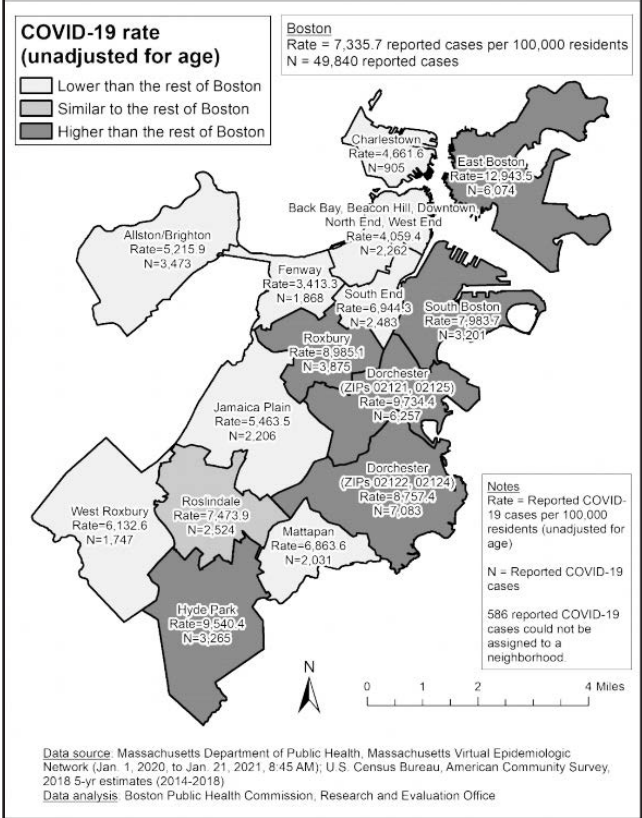 COVID-19 rate
(unadjusted for age)
Lower than the rest of Boston
Similar to the rest of Boston
Higher than the rest of Boston
Boston
Rate = 7,335.7 reported cases per 100,000 residents
N = 49,840 reported cases
Charlestown
Rate=4,661.6
N=905
East Boston
Rate=12,943.5
N=6,074
Back Bay, Beacon Hill, Downtown,
North End, West End
Rate=4,059.4
N=2,262
Allston/Brighton
Rate=5,215.9
N=3,473
Fenway
Rate=3,413.3
N=1,868
South End
Rate=6,944.3
N=2,483
South Boston
Rate=7,983.7
N=3,201
Roxbury
Rate=8,985.1
N=3,875
Dorchester
(ZIPs 02121, 02125)
Rate=9,734.4
N=6,257
Jamaica Plain
Rate=5,463.5
N=2,206
Dorchester
(ZIPs 02122, 02124)
Rate=8,757.4
N=7,083
West Roxbury
Rate=6,132.6
N=1,747
Roslindale
Rate=7,473.9
N=2,524
Mattapan
Rate=6,863.6
N=2,031
Hyde Park
Rate=9,540.4
N=3,265
Notes
Rate = Reported COVID-
19 cases per 100,000
residents (unadjusted for
age)
N = Reported COVID-19
cases
586 reported COVID-19
cases could not be
assigned to a
neighborhood.
N
0 1 2 4 Miles
Data source: Massachusetts Department of Public Health, Massachusetts Virtual Epidemiologic
Network (Jan. 1, 2020, to Jan. 21, 2021, 8:45 AM); U.S. Census Bureau, American Community Survey,
2018 5-yr estimates (2014-2018)
Data analysis: Boston Public Health Commission, Research and Evaluation Office